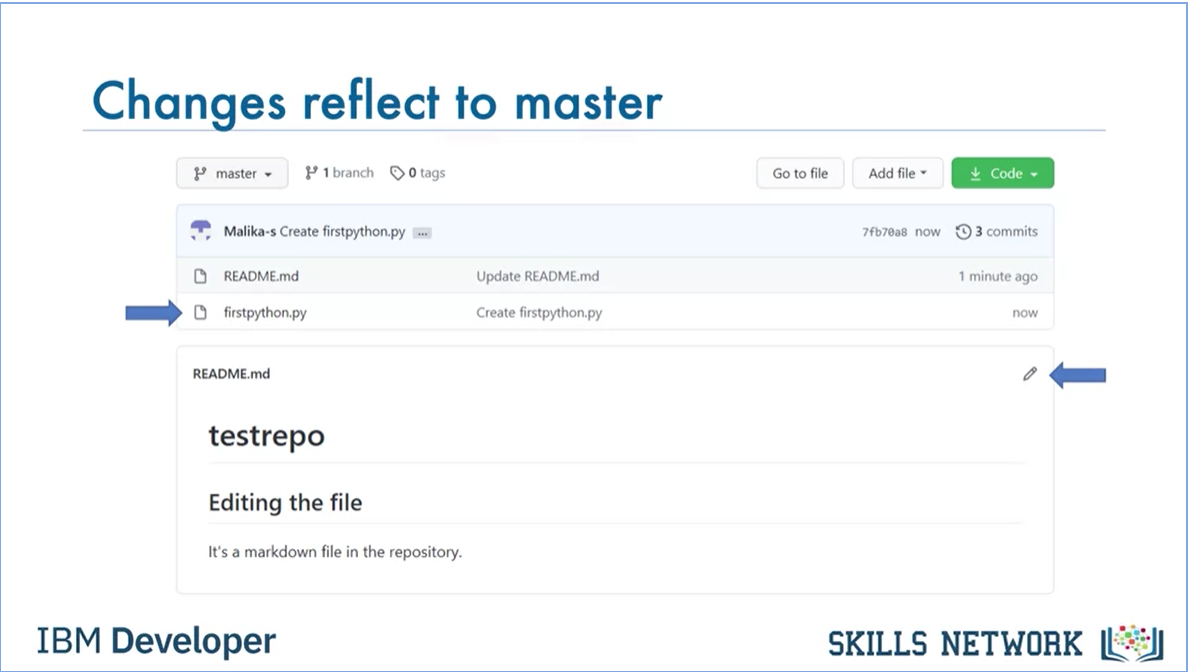 Changes reflect to master
master 1 branch 0 tags Go to file Add file Code
Malika-s Create firstpython.py ... 7fb70a8 now 3 commits
README.md Update README.md 1 minute ago
firstpython.py Create firstpython.py now
README.md
testrepo
Editing the file
It's a markdown file in the repository.
IBM Developer SKILLS NETWORK